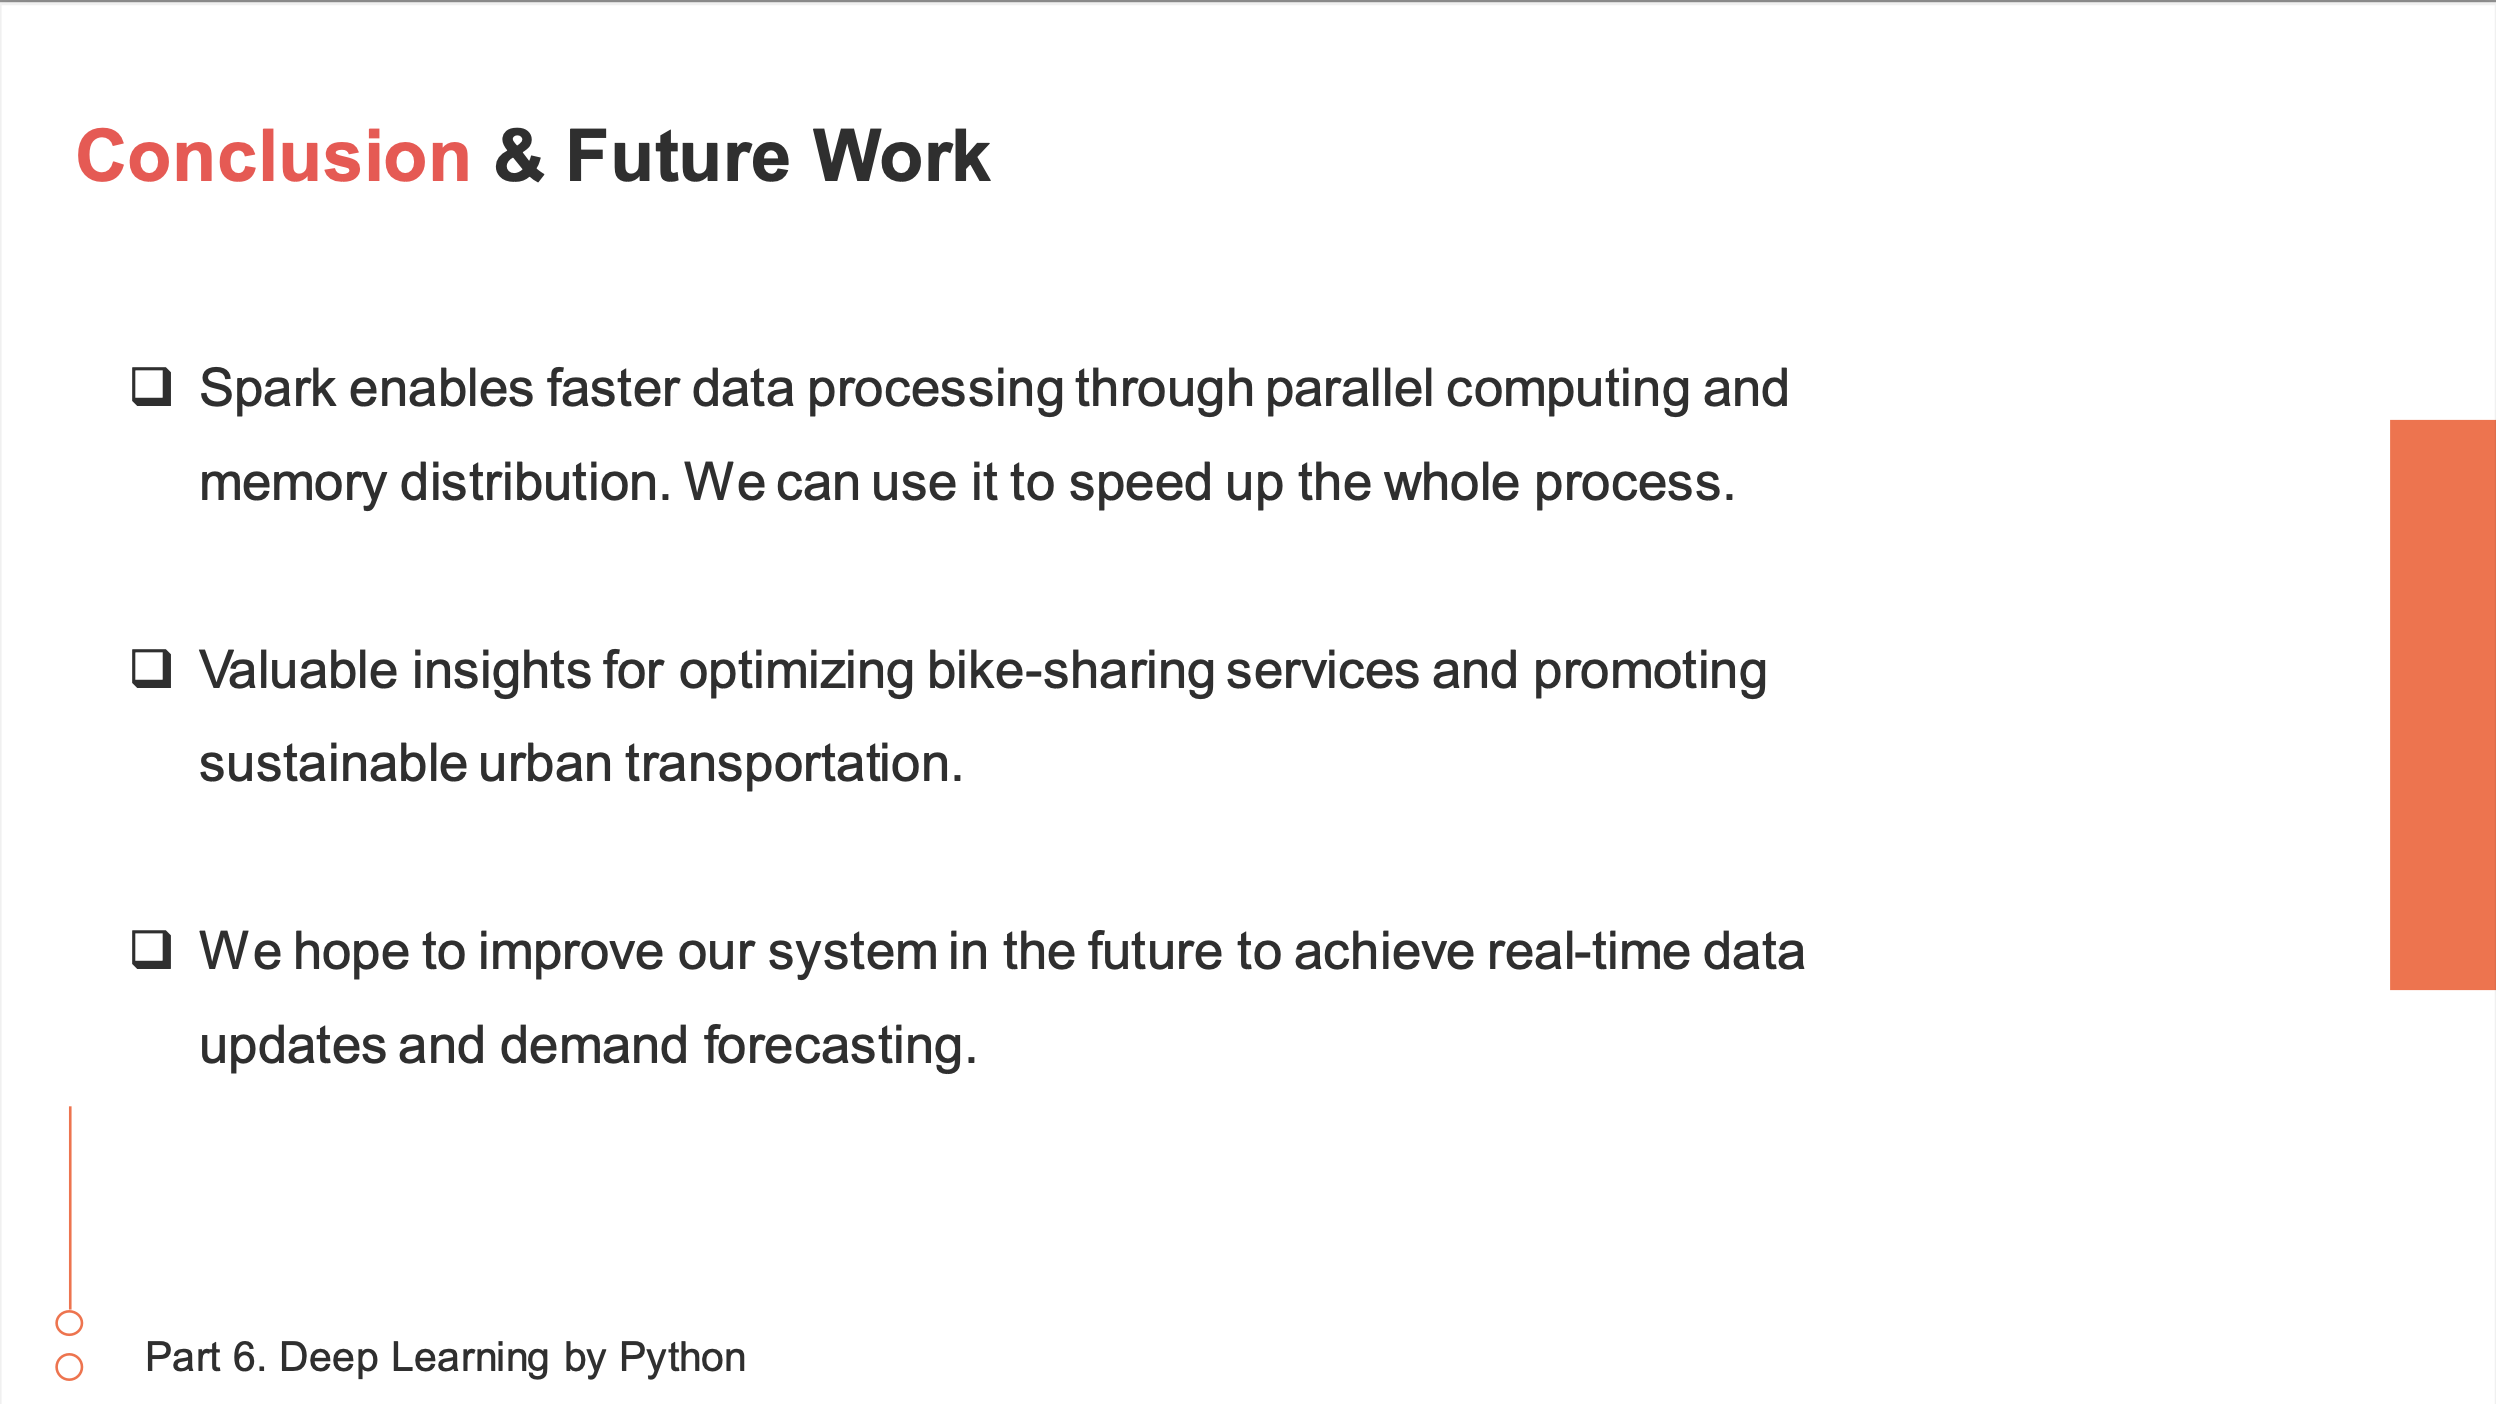 Conclusion & Future Work
❑ Spark enables faster data processing through parallel computing and
memory distribution. We can use it to speed up the whole process.
❑ Valuable insights for optimizing bike-sharing services and promoting
sustainable urban transportation.
❑ We hope to improve our system in the future to achieve real-time data
updates and demand forecasting.
Part 6. Deep Learning by Python